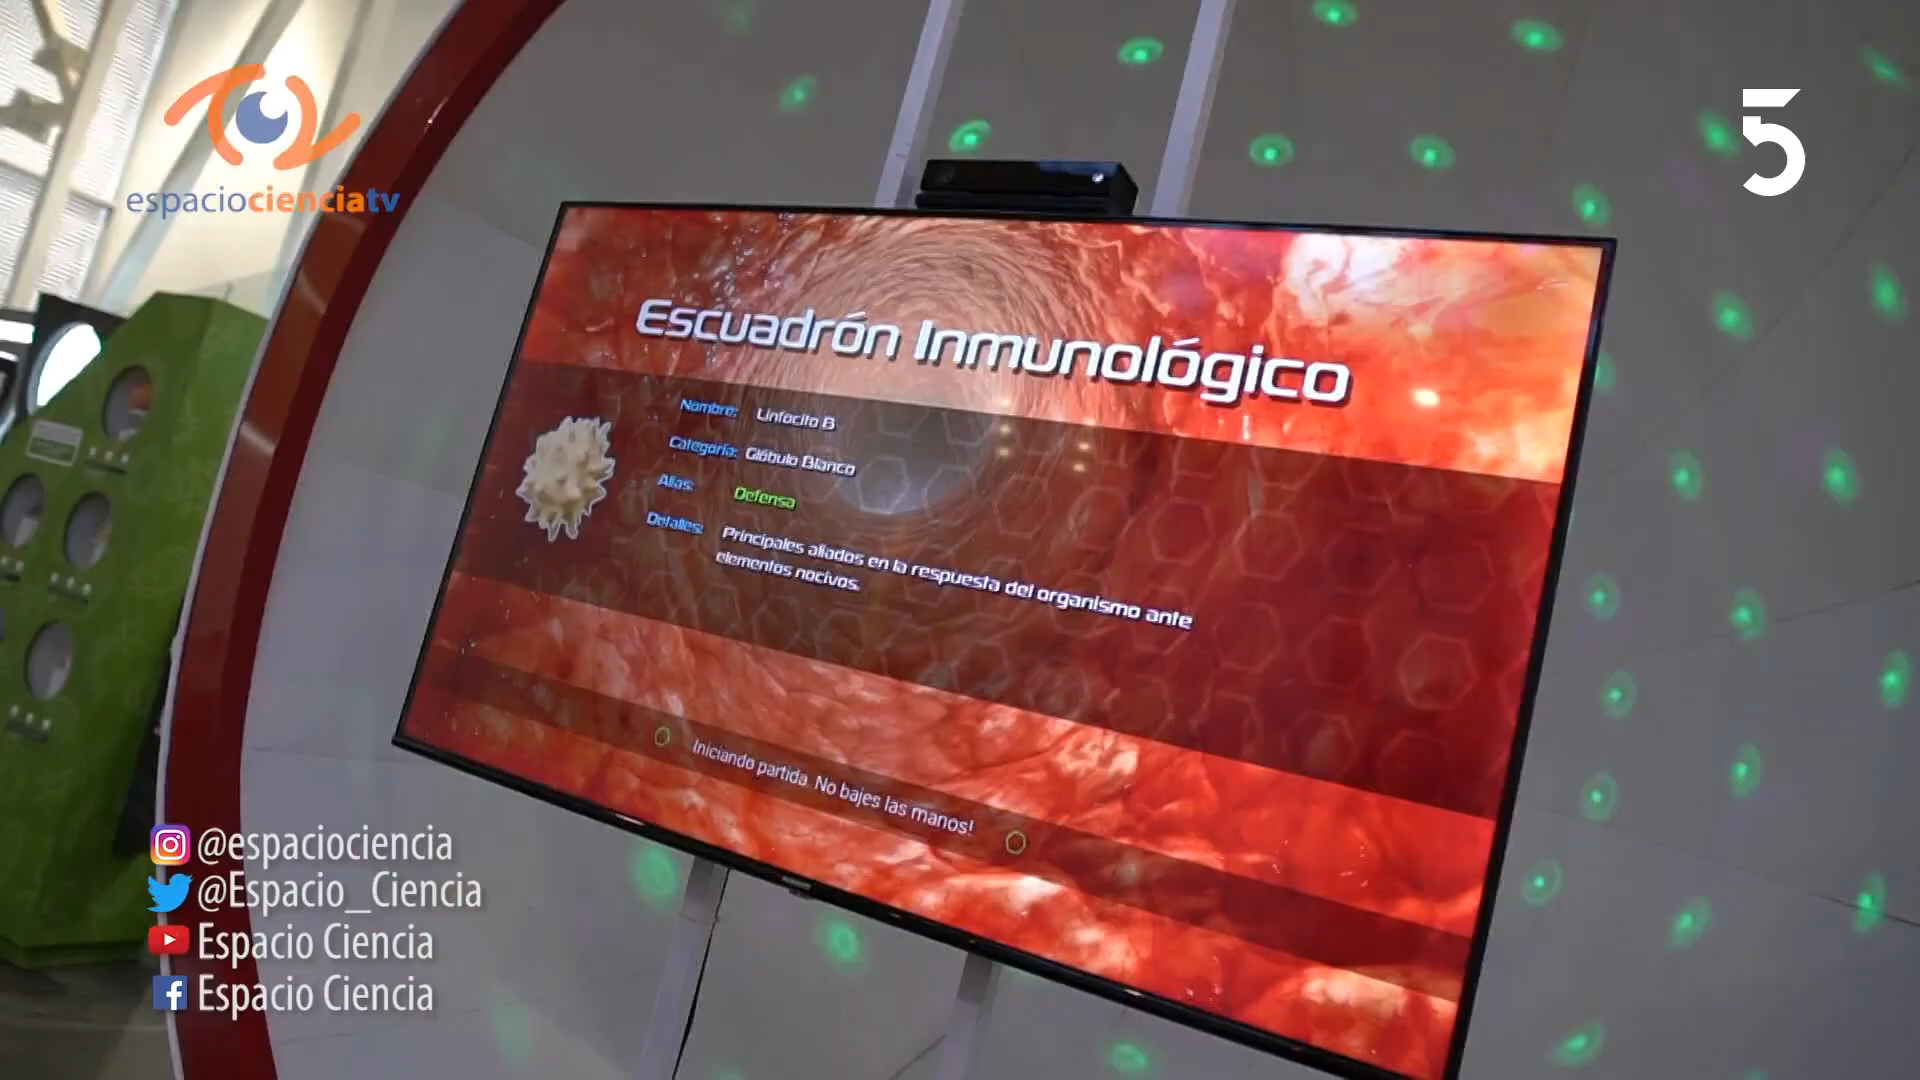 espaciocienciatv
5
Escuadrón Inmunológico
Nombre: Linfocito B
Categoría: Glóbulo Blanco
Alias: Defensa
Detalles: Principales aliados en la respuesta del organismo ante
elementos nocivos.
Iniciando partida. No bajes las manos!
@espaciociencia
@Espacio_Ciencia
Espacio Ciencia
Espacio Ciencia